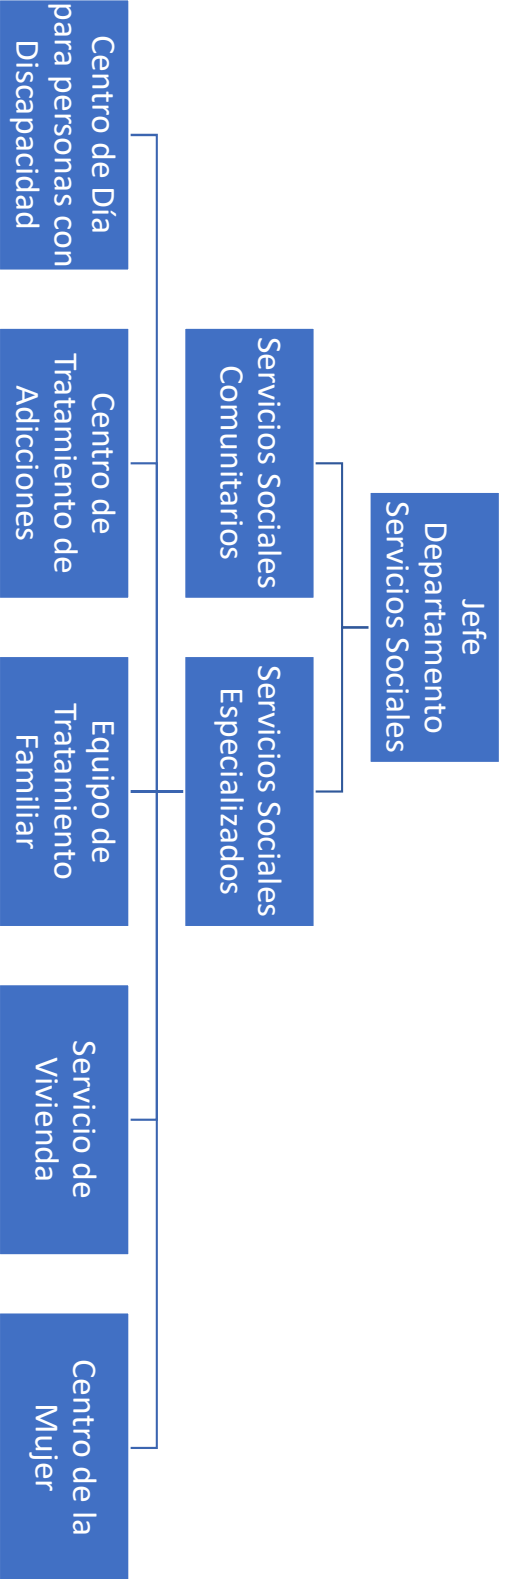 Jefe
Departamento
Servicios Sociales
Servicios Sociales
Comunitarios
Servicios Sociales
Especializados
Centro de Día
para personas con
Discapacidad
Centro de
Tratamiento de
Adicciones
Equipo de
Tratamiento
Familiar
Servicio de
Vivienda
Centro de la
Mujer